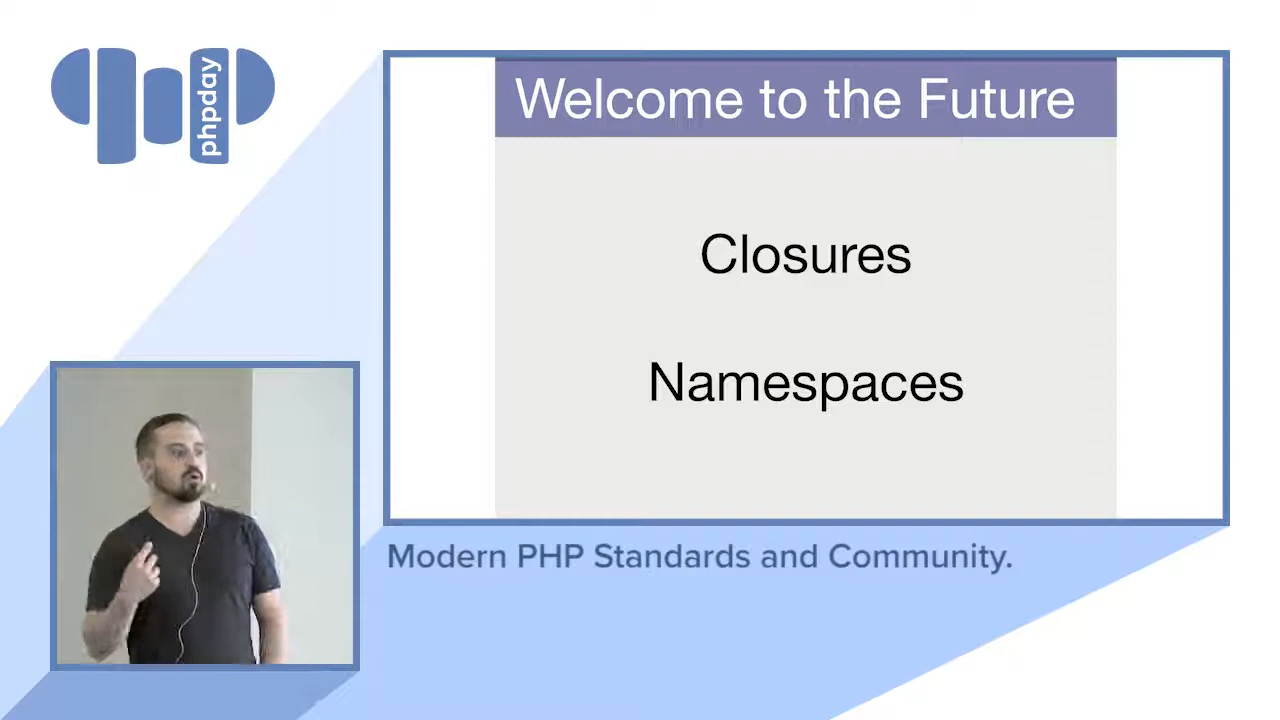 phpday
Welcome to the Future
Closures
Namespaces
Modern PHP Standards and Community.